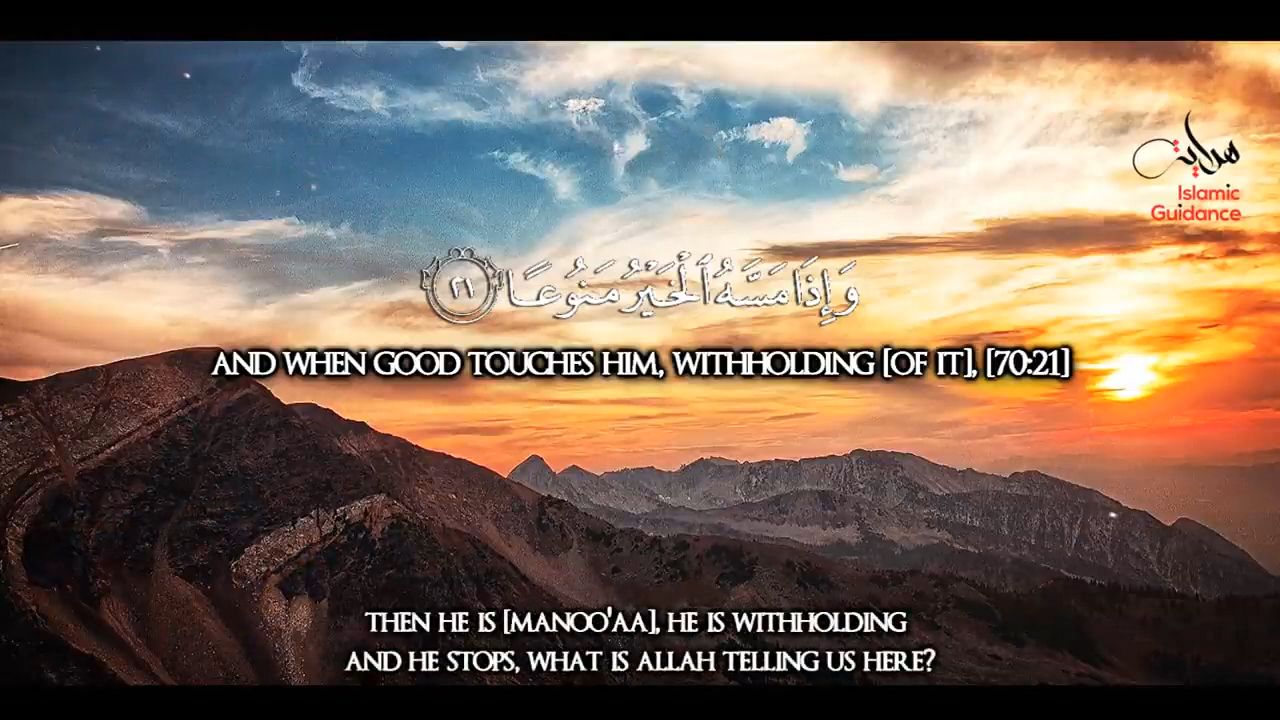 هداية
Islamic
Guidance
وَإِذَا مَسَّهُ ٱلْخَيْرُ مَنُوعًا ٢١
AND WHEN GOOD TOUCHES HIM, WITHHOLDING [OF IT], [70:21]
THEN HE IS [MANOO'AA], HE IS WITHHOLDING
AND HE STOPS, WHAT IS ALLAH TELLING US HERE?